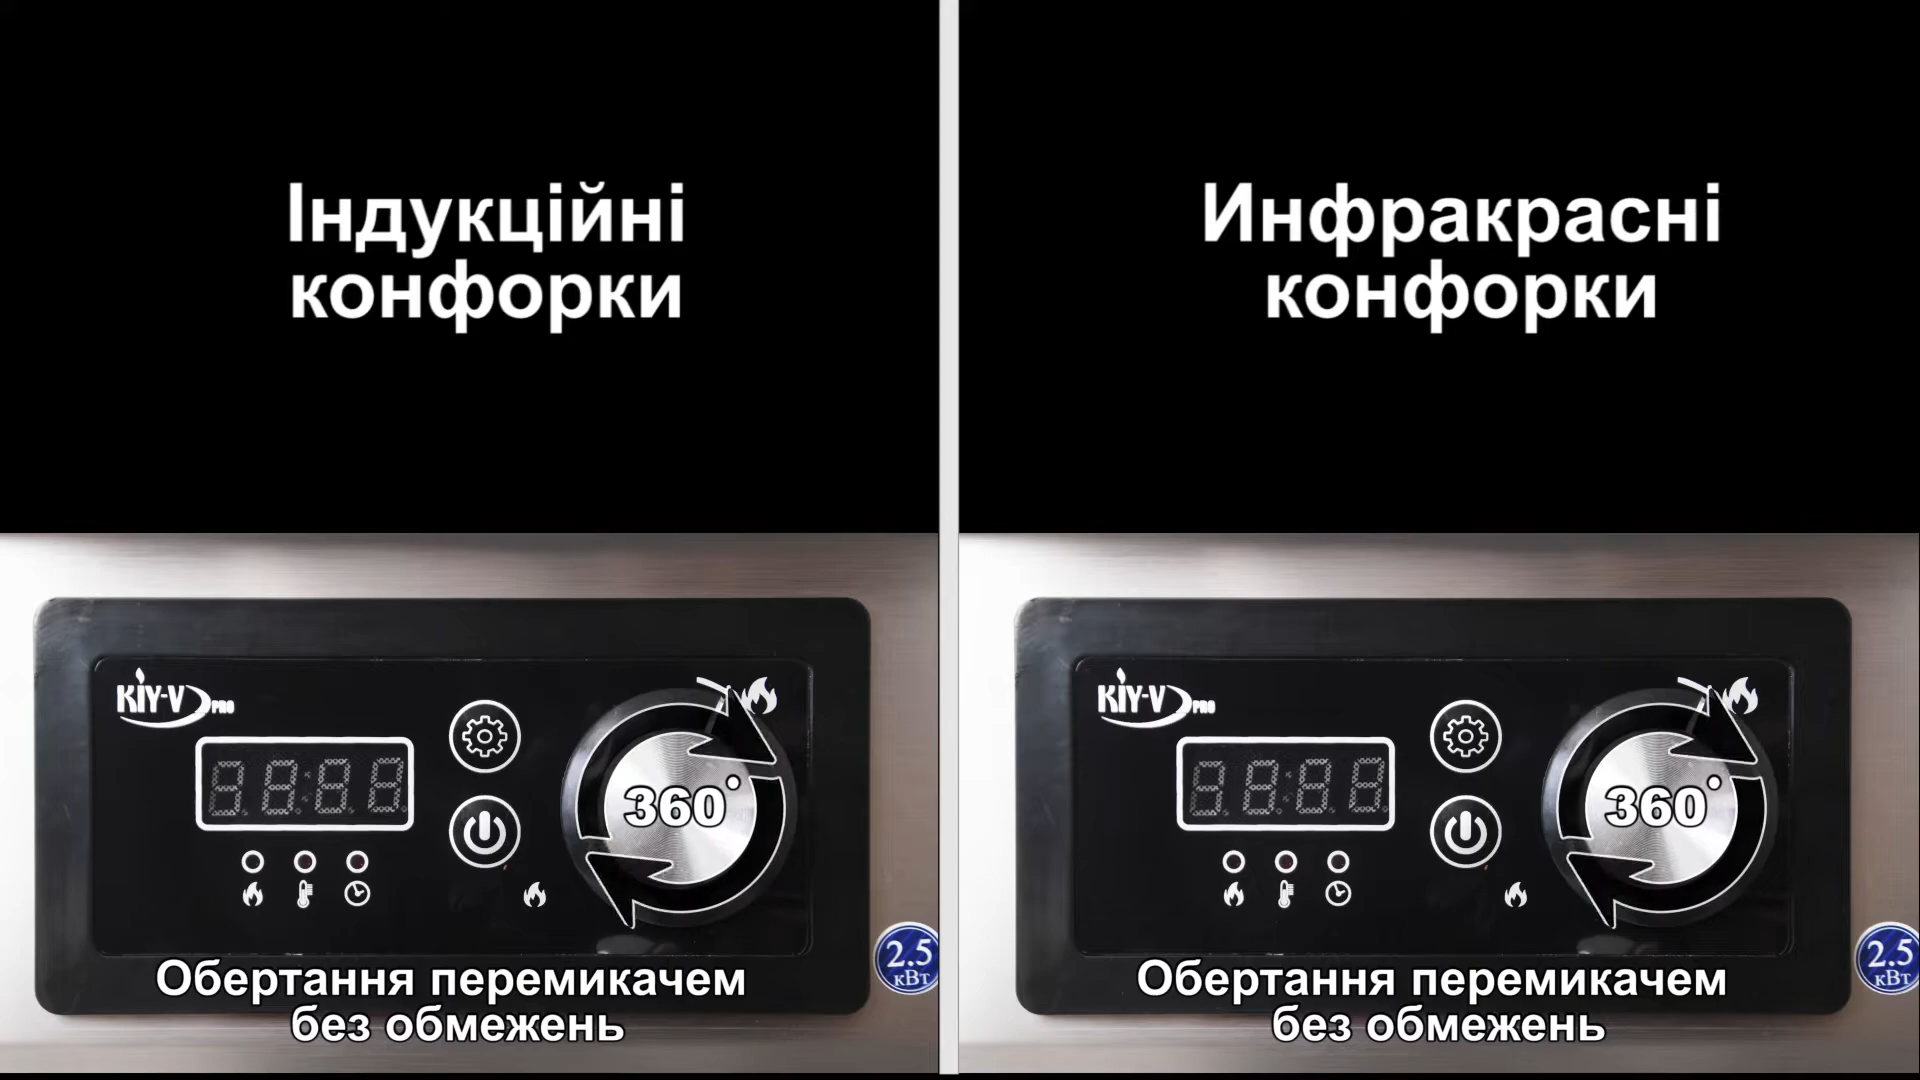 Індукційні
конфорки
KIY-V PRO
360°
2.5
кВт
Обертання перемикачем
без обмежень
Инфракрасні
конфорки
KIY-V PRO
360°
2.5
кВт
Обертання перемикачем
без обмежень